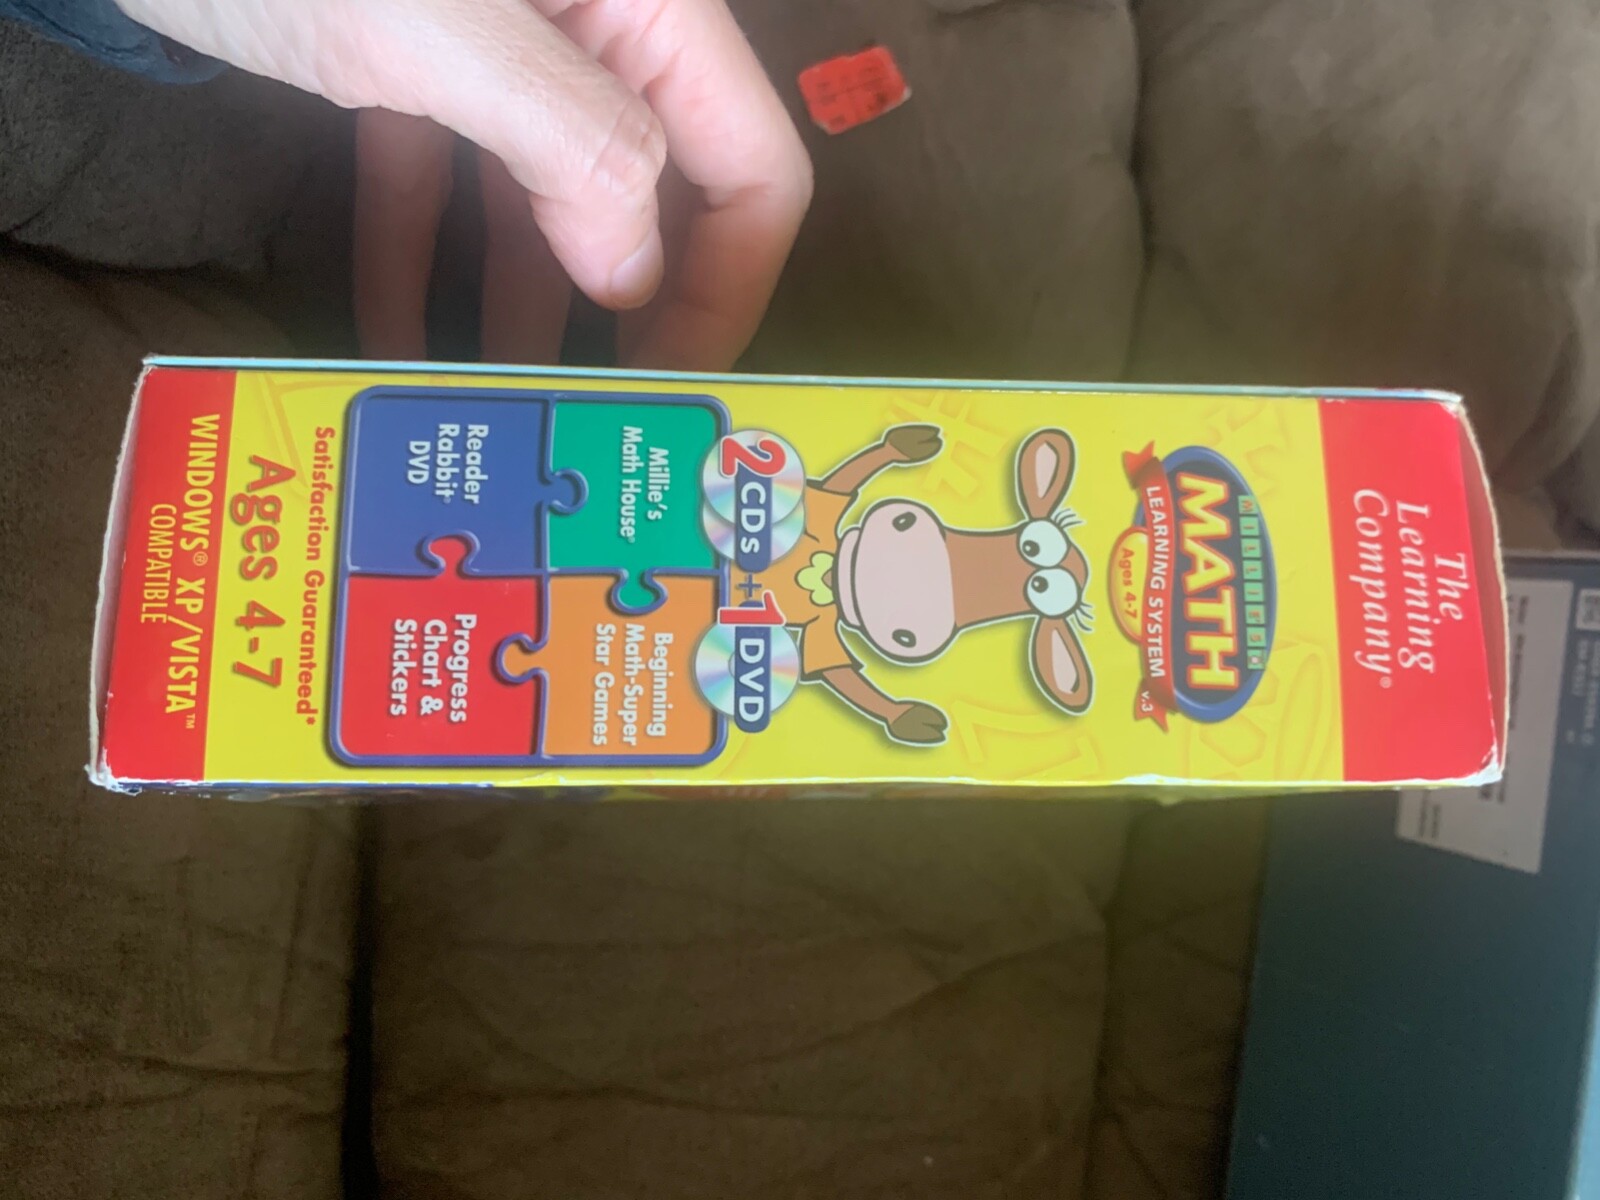 The
Learning
Company®
MILLIE'S
MATH
LEARNING SYSTEM v.3
Ages 4-7
2 CDs + 1 DVD
Millie's
Math House®
Beginning
Math-Super
Star Games
Reader
Rabbit®
DVD
Progress
Chart &
Stickers
Satisfaction Guaranteed*
Ages 4-7
WINDOWS® XP/VISTA™
COMPATIBLE